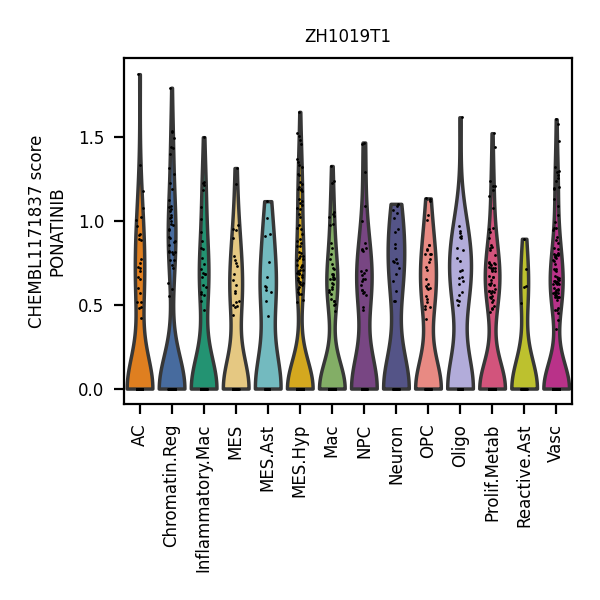 ZH1019T1
CHEMBL1171837 score
PONATINIB
1.5
1.0
0.5
0.0
AC
Chromatin.Reg
Inflammatory.Mac
MES
MES.Ast
MES.Hyp
Mac
NPC
Neuron
OPC
Oligo
Prolif.Metab
Reactive.Ast
Vasc